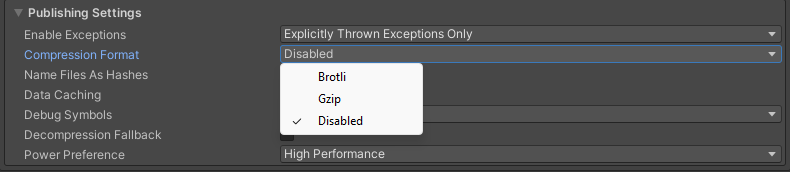 Publishing Settings
Enable Exceptions Explicitly Thrown Exceptions Only
Compression Format Disabled
Brotli
Name Files As Hashes
Gzip
Data Caching
Debug Symbols Disabled
Decompression Fallback
Power Preference High Performance